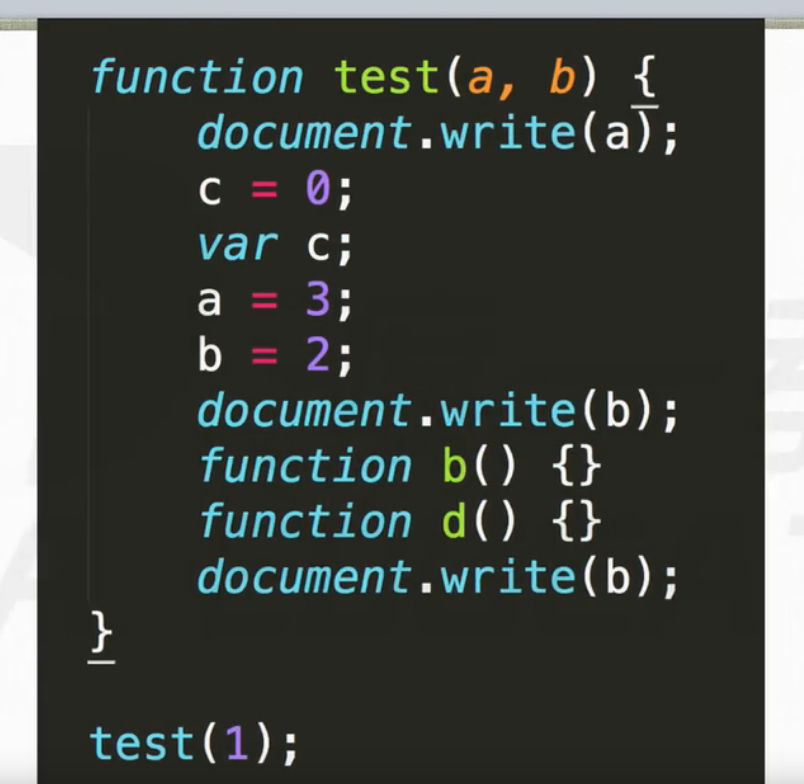 function test(a, b) {
    document.write(a);
    c = 0;
    var c;
    a = 3;
    b = 2;
    document.write(b);
    function b() {}
    function d() {}
    document.write(b);
}
test(1);